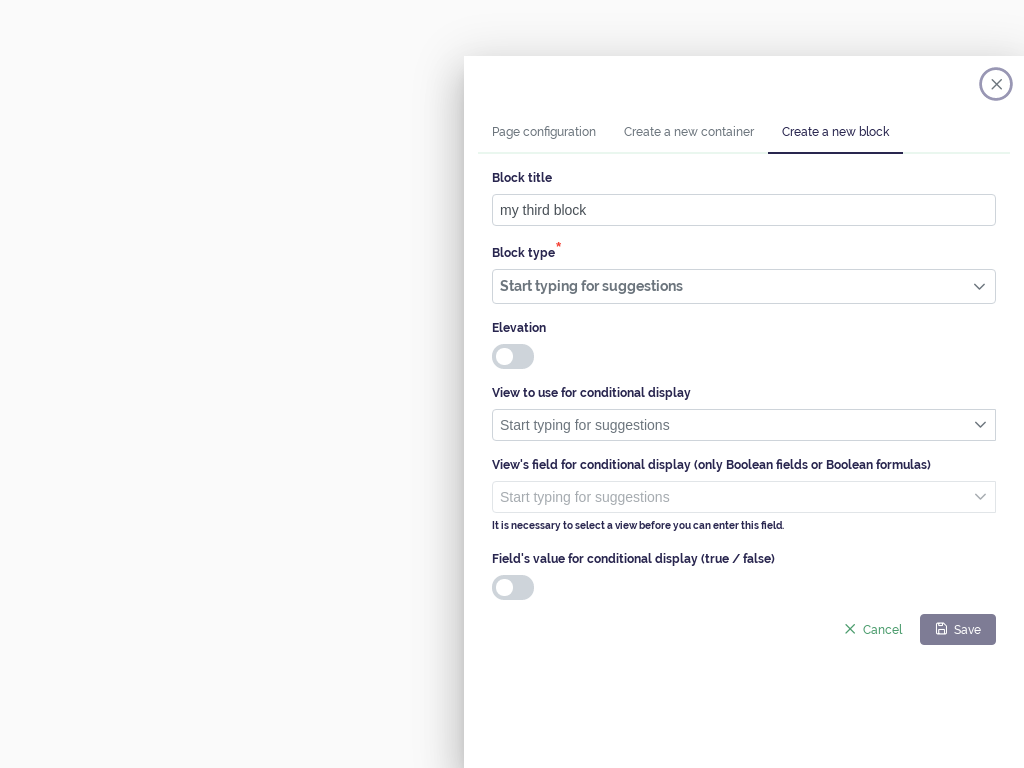 Page configuration
Create a new container
Create a new block
Block title
my third block
Block type*
Start typing for suggestions
Elevation
View to use for conditional display
Start typing for suggestions
View's field for conditional display (only Boolean fields or Boolean formulas)
Start typing for suggestions
It is necessary to select a view before you can enter this field.
Field's value for conditional display (true / false)
Cancel
Save